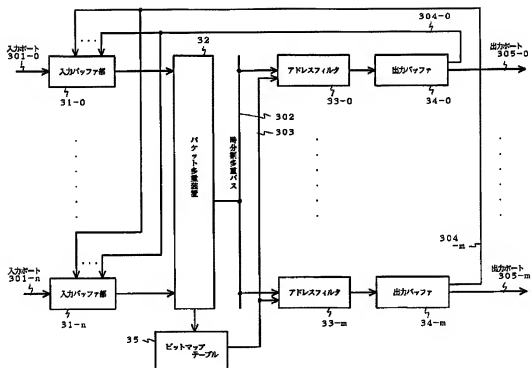 304-0
入力ポート
301-0
32
出力ポート
305-0
入力バッファ部
アドレスフィルタ
出力バッファ
31-0
33-0
34-0
302
303
パケット多重装置
時分割多重バス
304
-m
入力ポート
301-n
出力ポート
305-m
入力バッファ部
アドレスフィルタ
出力バッファ
31-n
33-m
34-m
35
ビットマップ
テーブル